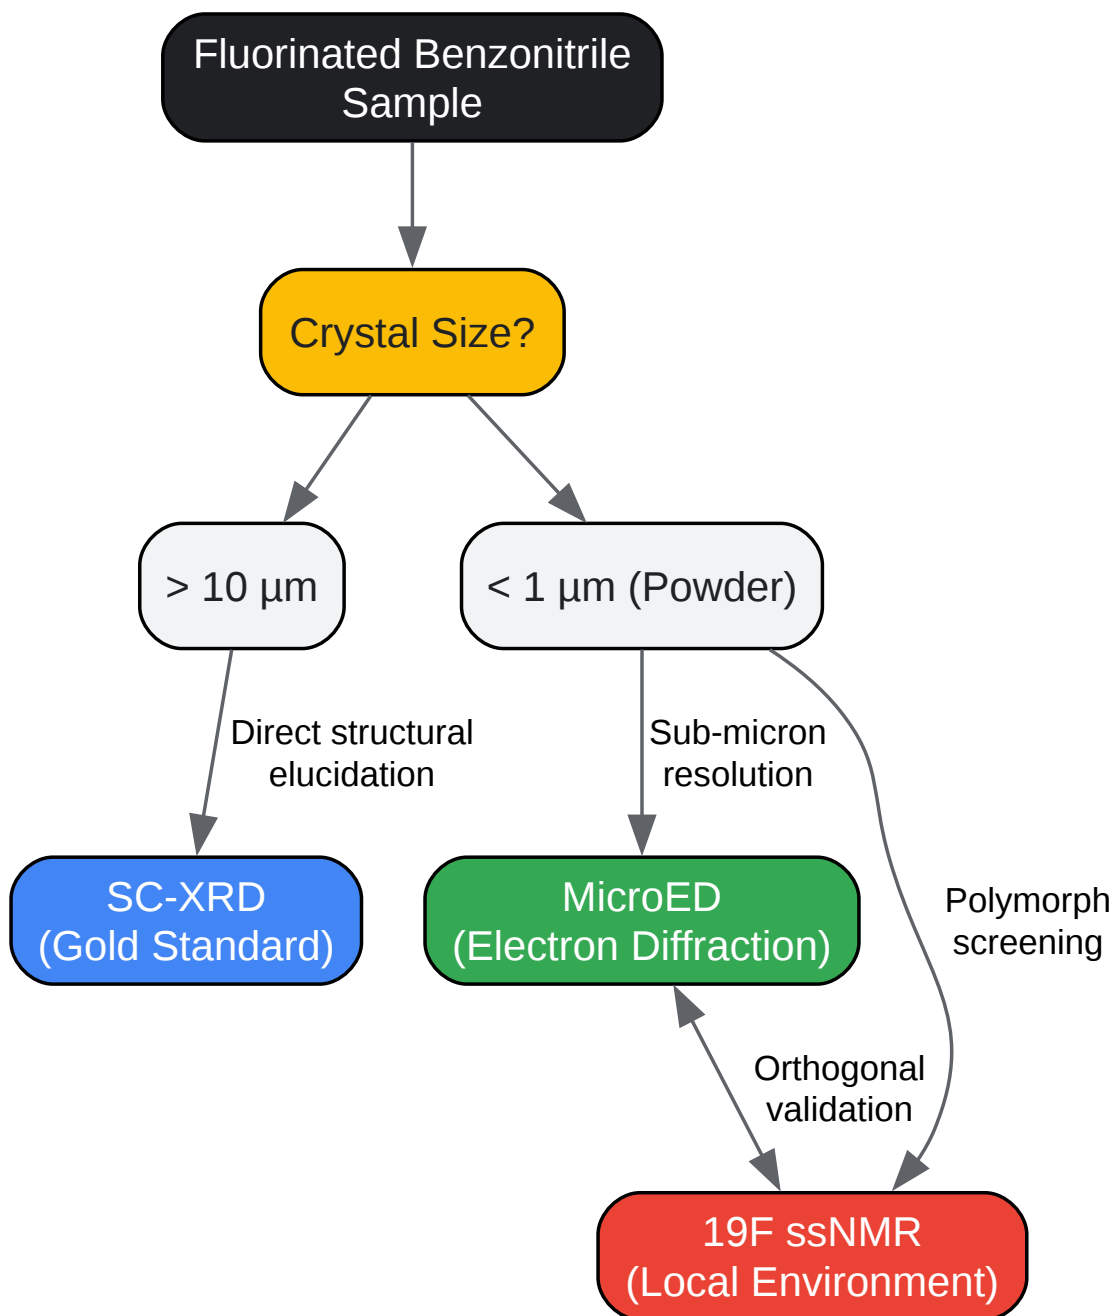 Fluorinated Benzonitrile
Sample
Crystal Size?
> 10 µm
< 1 µm (Powder)
Direct structural
elucidation
Sub-micron
resolution
SC-XRD
(Gold Standard)
MicroED
(Electron Diffraction)
Polymorph
screening
Orthogonal
validation
19F ssNMR
(Local Environment)